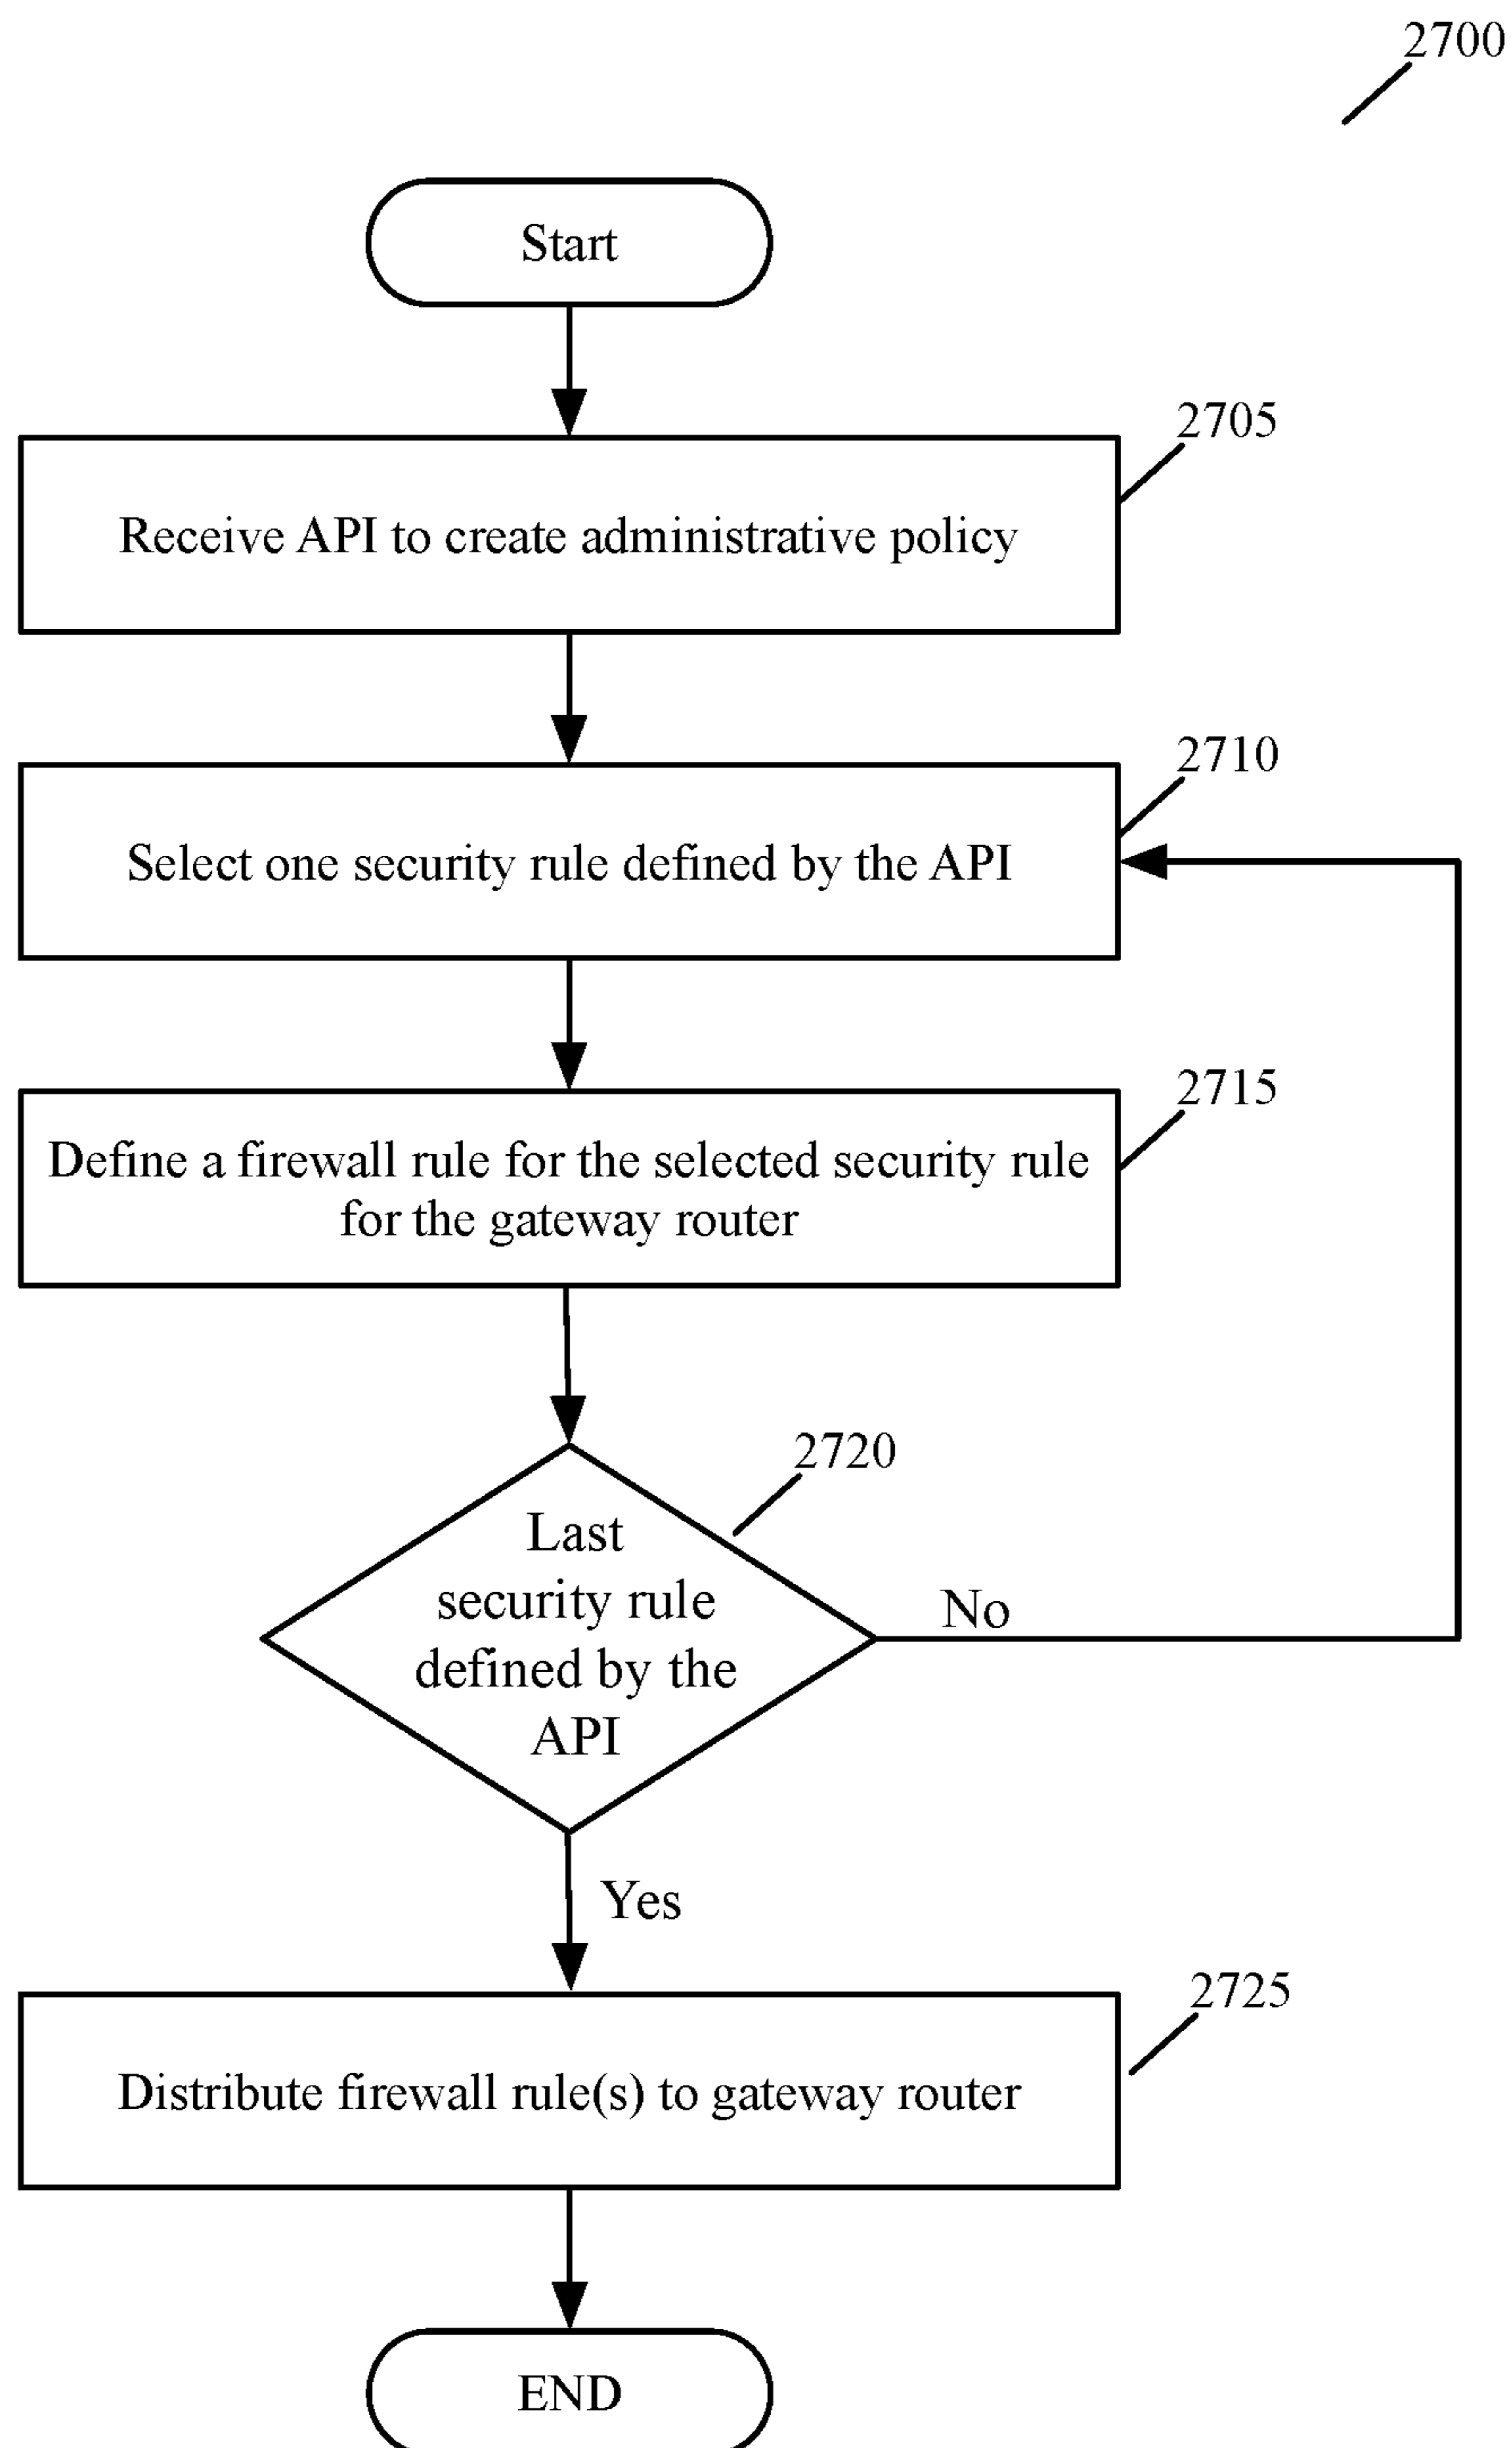 2700
Start
2705
Receive API to create administrative policy
2710
Select one security rule defined by the API
2715
Define a firewall rule for the selected security rule
for the gateway router
2720
Last
security rule
defined by the
API
No
Yes
2725
Distribute firewall rule(s) to gateway router
END